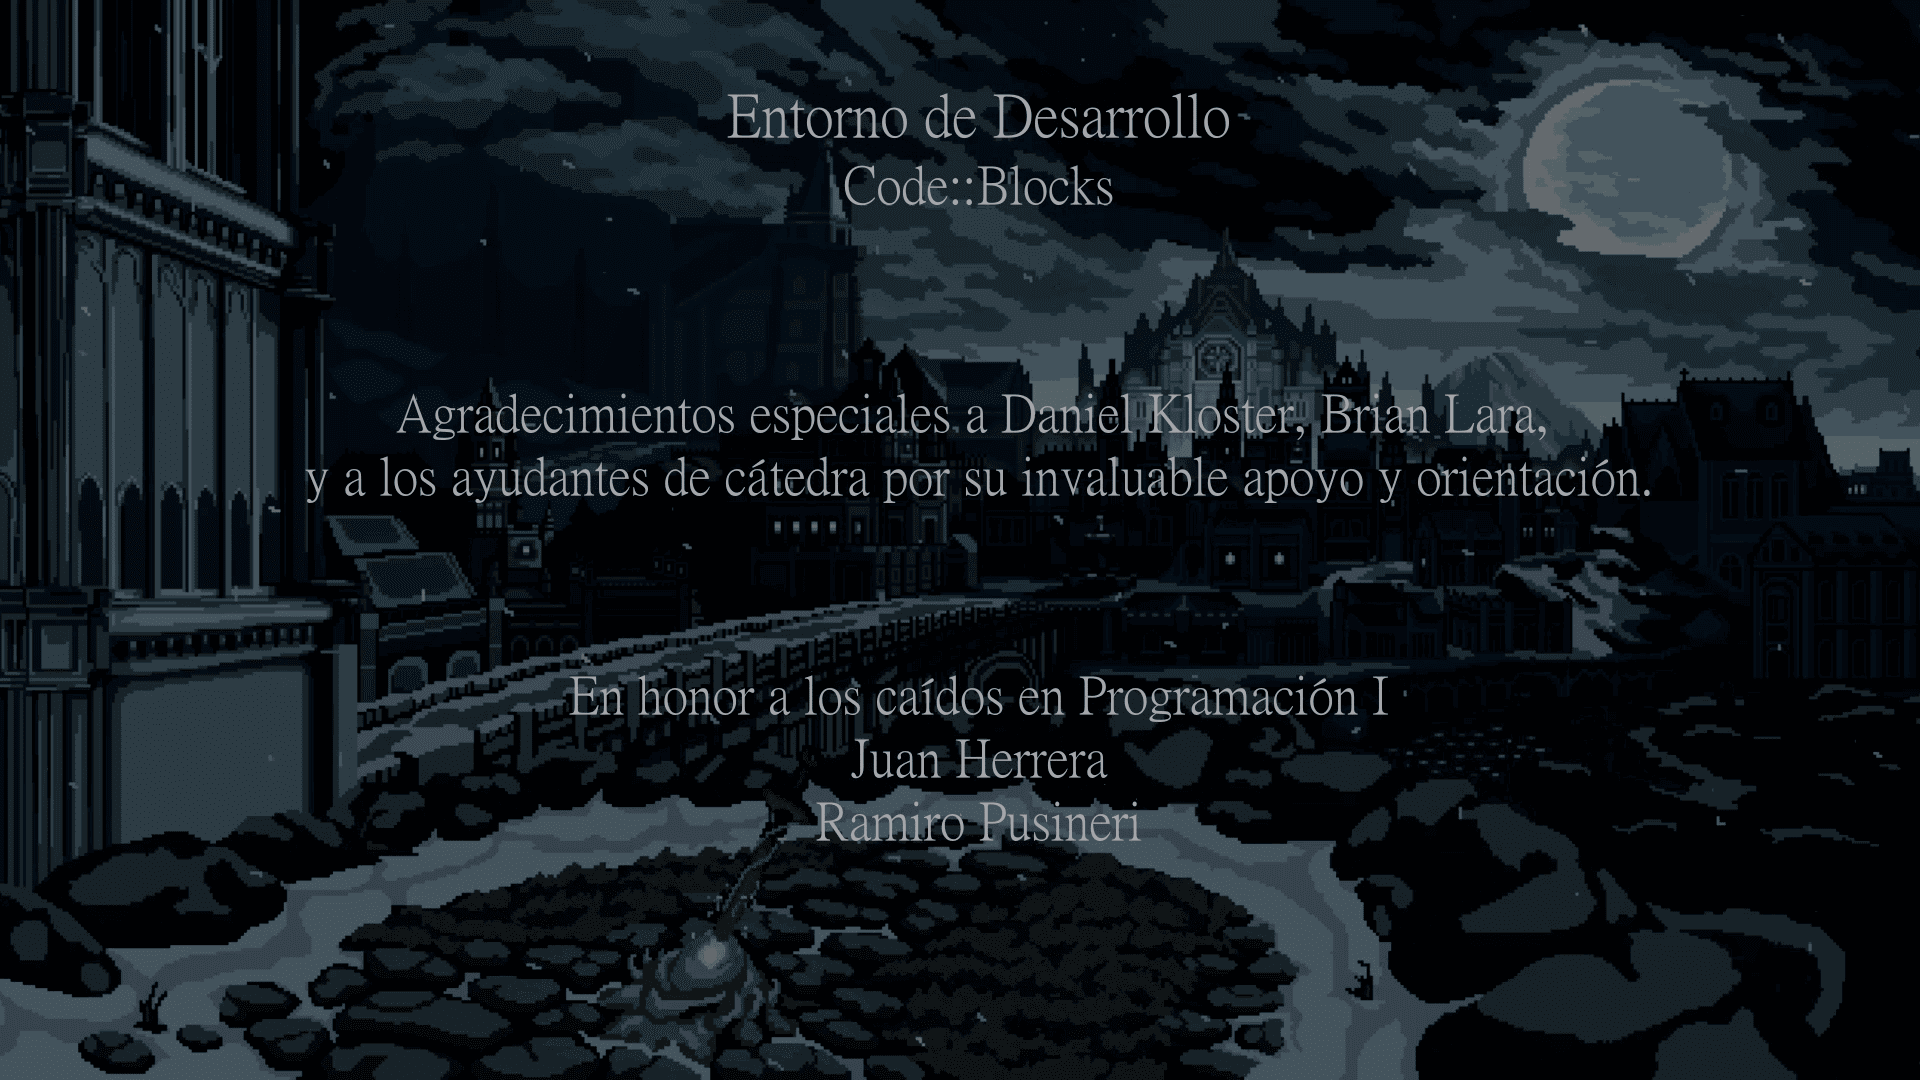 Entorno de Desarrollo
Code::Blocks
Agradecimientos especiales a Daniel Kloster, Brian Lara,
y a los ayudantes de cátedra por su invaluable apoyo y orientación.
En honor a los caídos en Programación I
Juan Herrera
Ramiro Pusineri